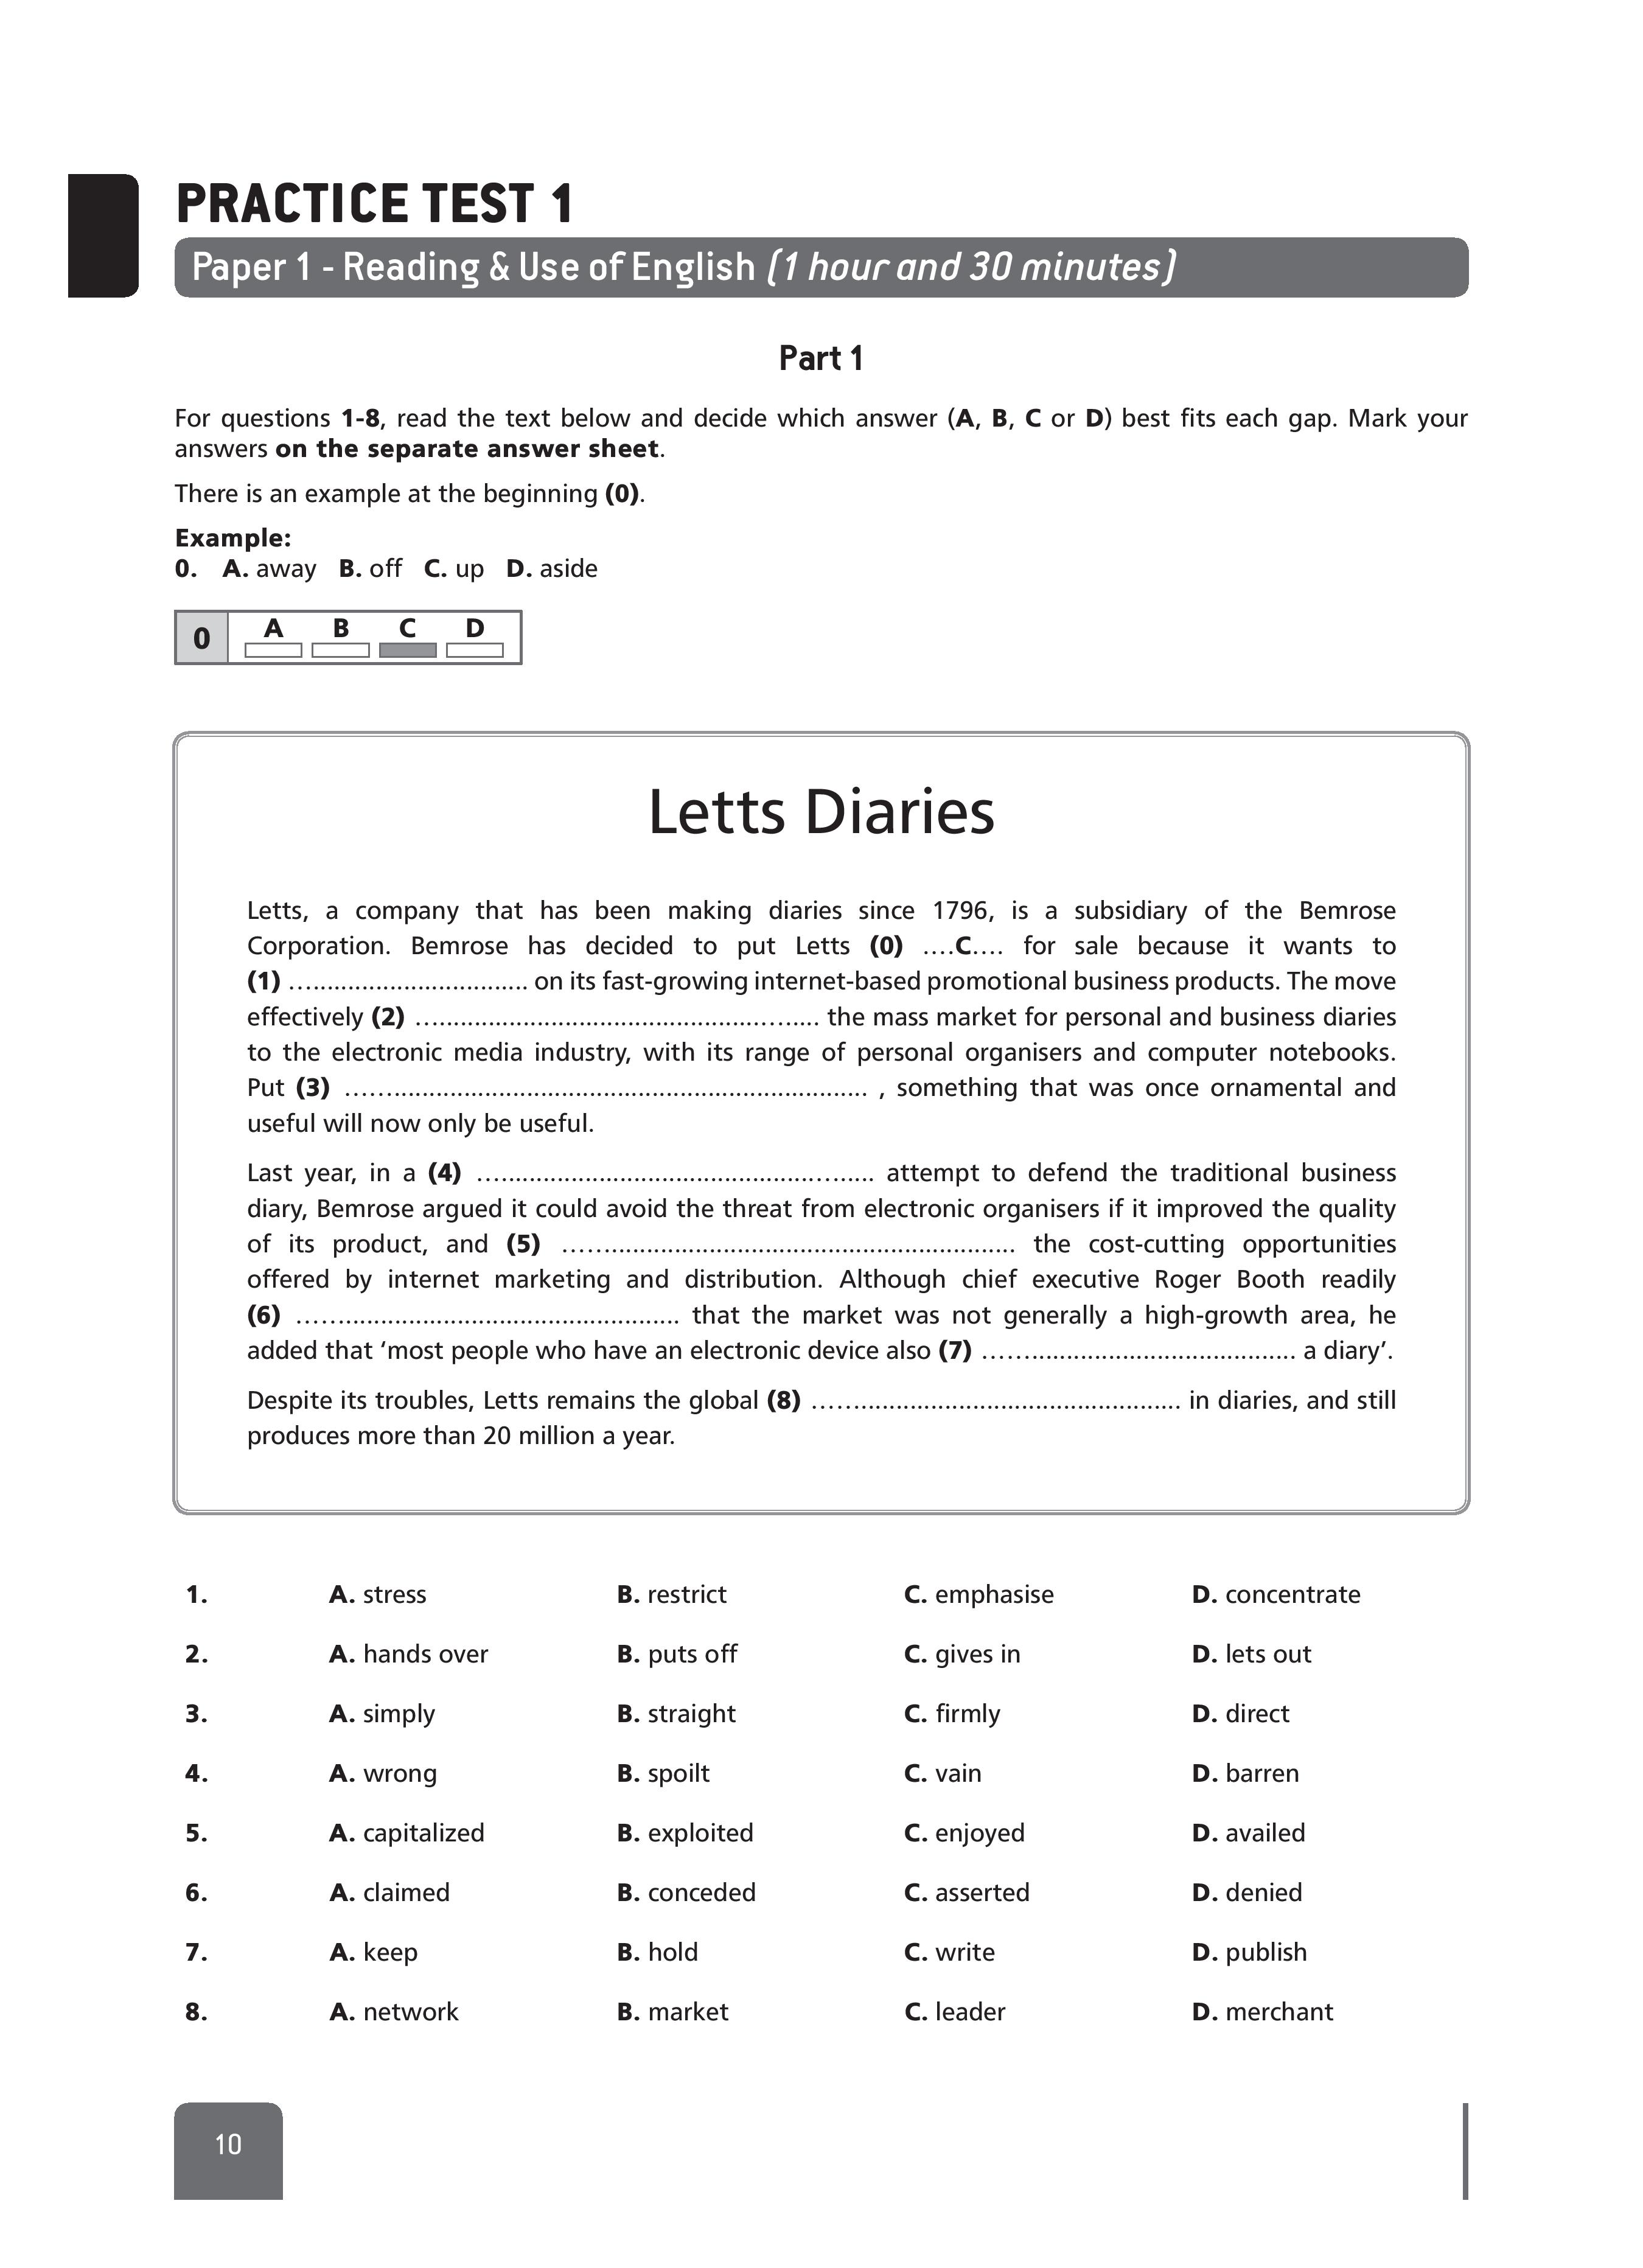 PRACTICE TEST 1
Paper 1 - Reading & Use of English (1 hour and 30 minutes)
Part 1
For questions 1-8, read the text below and decide which answer (A, B, C or D) best fits each gap. Mark your
answers on the separate answer sheet.
There is an example at the beginning (0).
Example:
0. A. away B. off C. up D. aside
0 A B C D
Letts Diaries
Letts, a company that has been making diaries since 1796, is a subsidiary of the Bemrose
Corporation. Bemrose has decided to put Letts (0) ....C.... for sale because it wants to
(1) .................................. on its fast-growing internet-based promotional business products. The move
effectively (2) .......................................................... the mass market for personal and business diaries
to the electronic media industry, with its range of personal organisers and computer notebooks.
Put (3) .............................................................................. , something that was once ornamental and
useful will now only be useful.
Last year, in a (4) .......................................................... attempt to defend the traditional business
diary, Bemrose argued it could avoid the threat from electronic organisers if it improved the quality
of its product, and (5) .................................................................. the cost-cutting opportunities
offered by internet marketing and distribution. Although chief executive Roger Booth readily
(6) ........................................................ that the market was not generally a high-growth area, he
added that ‘most people who have an electronic device also (7) .............................................. a diary’.
Despite its troubles, Letts remains the global (8) ...................................................... in diaries, and still
produces more than 20 million a year.
1. A. stress B. restrict C. emphasise D. concentrate
2. A. hands over B. puts off C. gives in D. lets out
3. A. simply B. straight C. firmly D. direct
4. A. wrong B. spoilt C. vain D. barren
5. A. capitalized B. exploited C. enjoyed D. availed
6. A. claimed B. conceded C. asserted D. denied
7. A. keep B. hold C. write D. publish
8. A. network B. market C. leader D. merchant
10